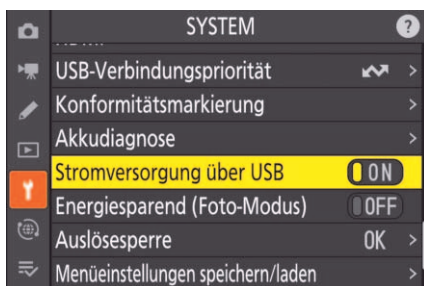 SYSTEM ?
USB-Verbindungspriorität
Konformitätsmarkierung
Akkudiagnose
Stromversorgung über USB ON
Energiesparend (Foto-Modus) OFF
Auslösesperre OK
Menüeinstellungen speichern/laden